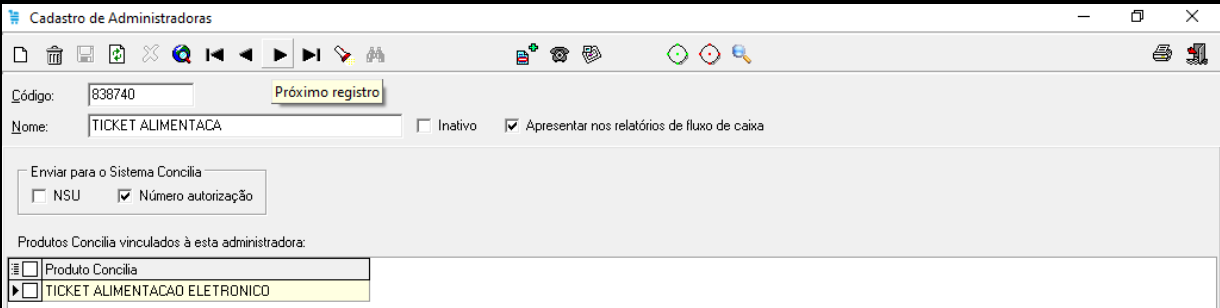 Cadastro de Administradoras
Próximo registro
Código: 838740
Nome: TICKET ALIMENTACA Inativo Apresentar nos relatórios de fluxo de caixa
Enviar para o Sistema Concilia
NSU Número autorização
Produtos Concilia vinculados à esta administradora:
Produto Concilia
TICKET ALIMENTACAO ELETRONICO